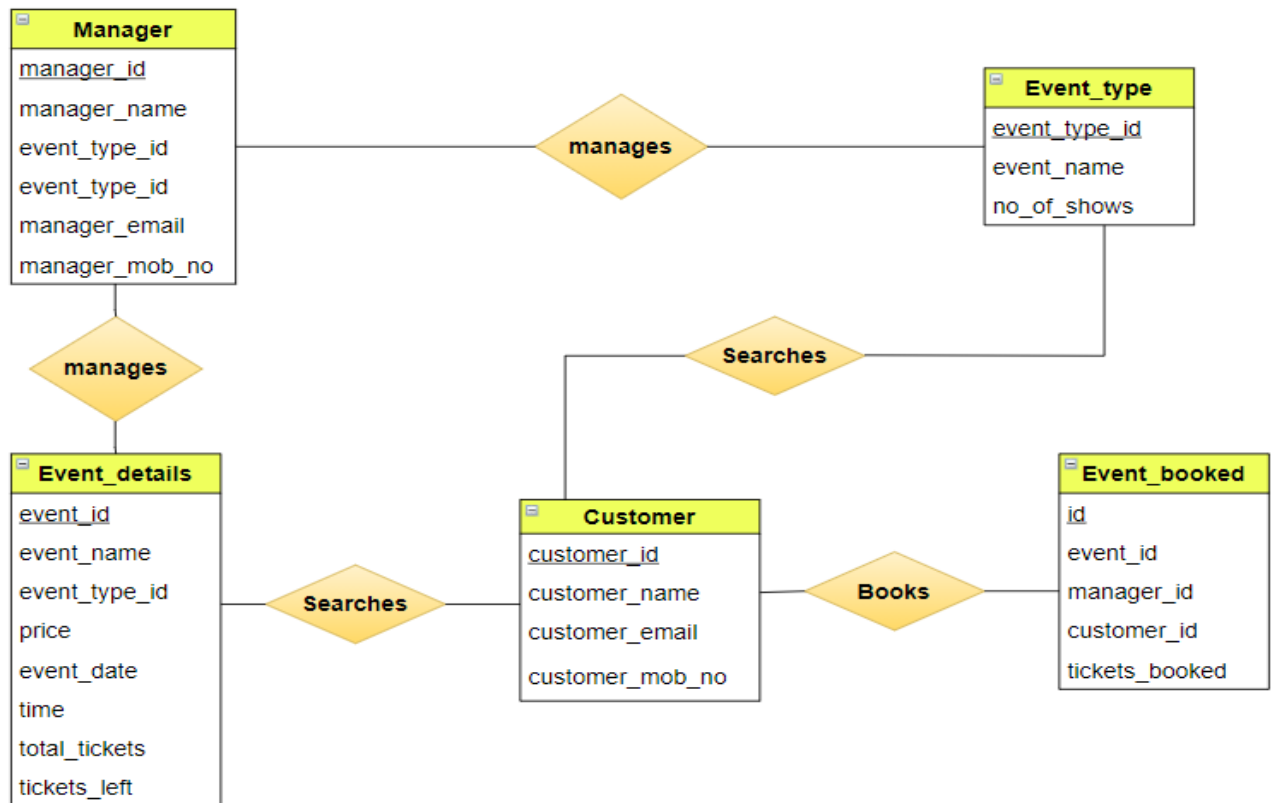 Manager
manager_id
manager_name
event_type_id
event_type_id
manager_email
manager_mob_no
manages
Event_type
event_type_id
event_name
no_of_shows
manages
Searches
Event_details
event_id
event_name
event_type_id
price
event_date
time
total_tickets
tickets_left
Searches
Customer
customer_id
customer_name
customer_email
customer_mob_no
Books
Event_booked
id
event_id
manager_id
customer_id
tickets_booked